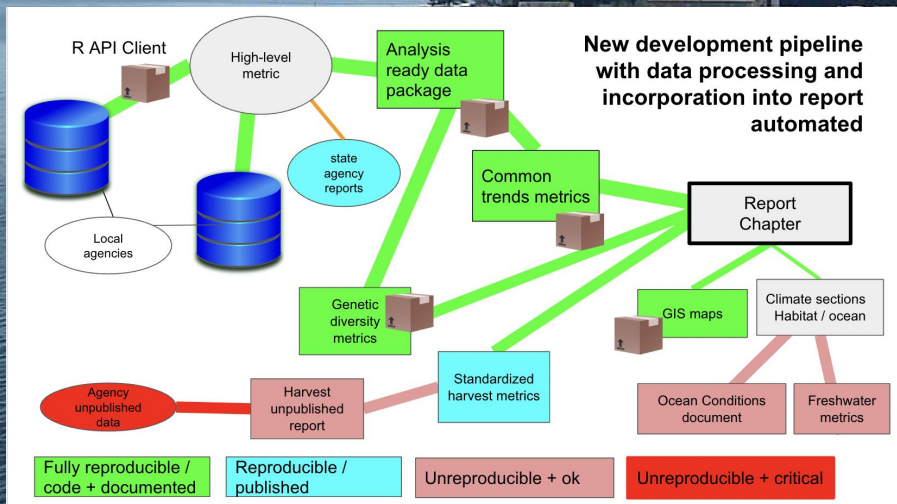 R API Client
High-level
metric
Analysis
ready data
package
New development pipeline
with data processing and
incorporation into report
automated
state
agency
reports
Common
trends metrics
Report
Chapter
Local
agencies
Genetic
diversity
metrics
GIS maps
Climate sections
Habitat / ocean
Agency
unpublished
data
Harvest
unpublished
report
Standardized
harvest metrics
Ocean Conditions
document
Freshwater
metrics
Fully reproducible /
code + documented
Reproducible /
published
Unreproducible + ok
Unreproducible + critical